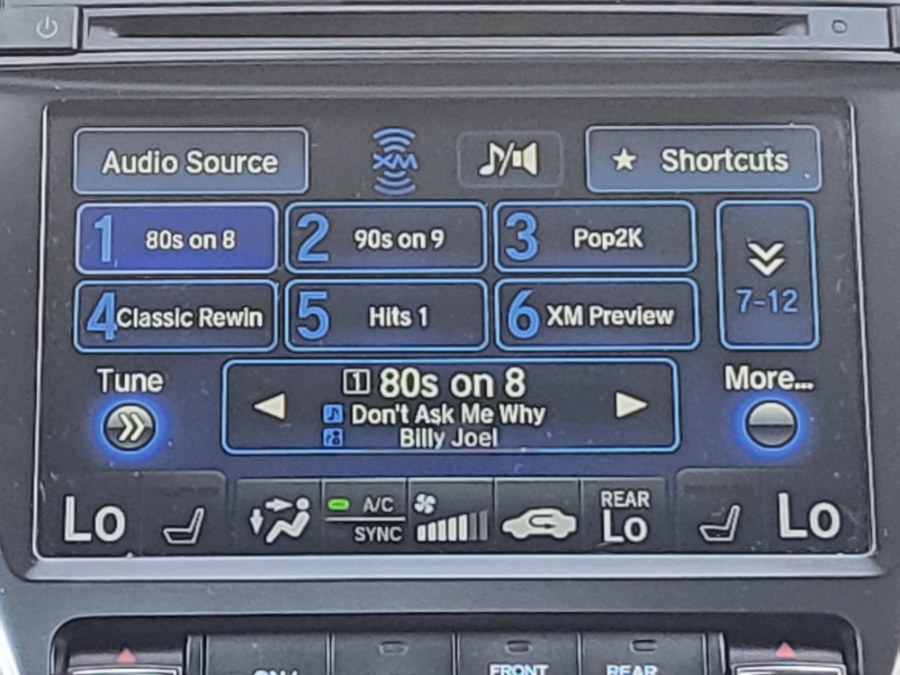 Audio Source
XM
★ Shortcuts
1 80s on 8
2 90s on 9
3 Pop2K
7-12
4 Classic Rewin
5 Hits 1
6 XM Preview
Tune
1 80s on 8
Don't Ask Me Why
Billy Joel
More...
Lo
A/C
SYNC
REAR
Lo
Lo
FRONT
REAR